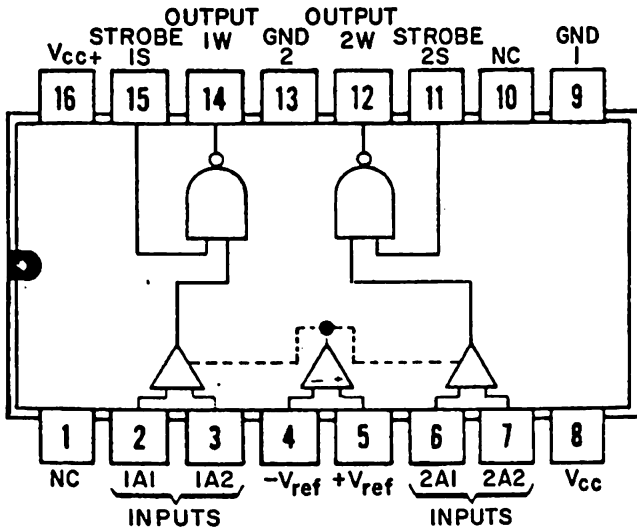 OUTPUT OUTPUT
STROBE 1W GND 2W STROBE GND
Vcc+ 1S 2 2S NC 1
16 15 14 13 12 11 10 9
- +
1 2 3 4 5 6 7 8
NC 1A1 1A2 -Vref +Vref 2A1 2A2 Vcc
INPUTS INPUTS